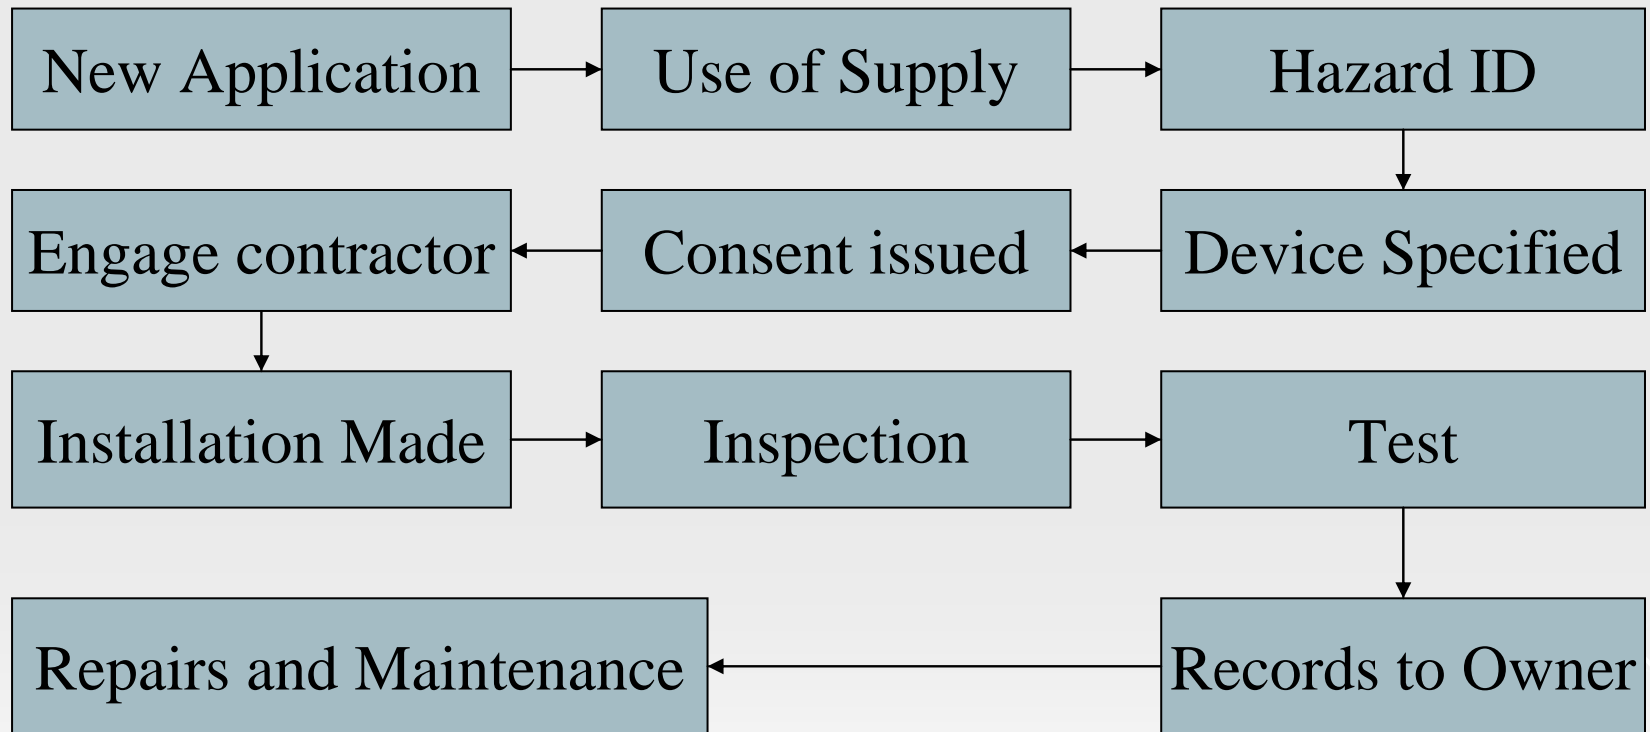 New Application
Use of Supply
Hazard ID
Device Specified
Consent issued
Engage contractor
Installation Made
Inspection
Test
Records to Owner
Repairs and Maintenance